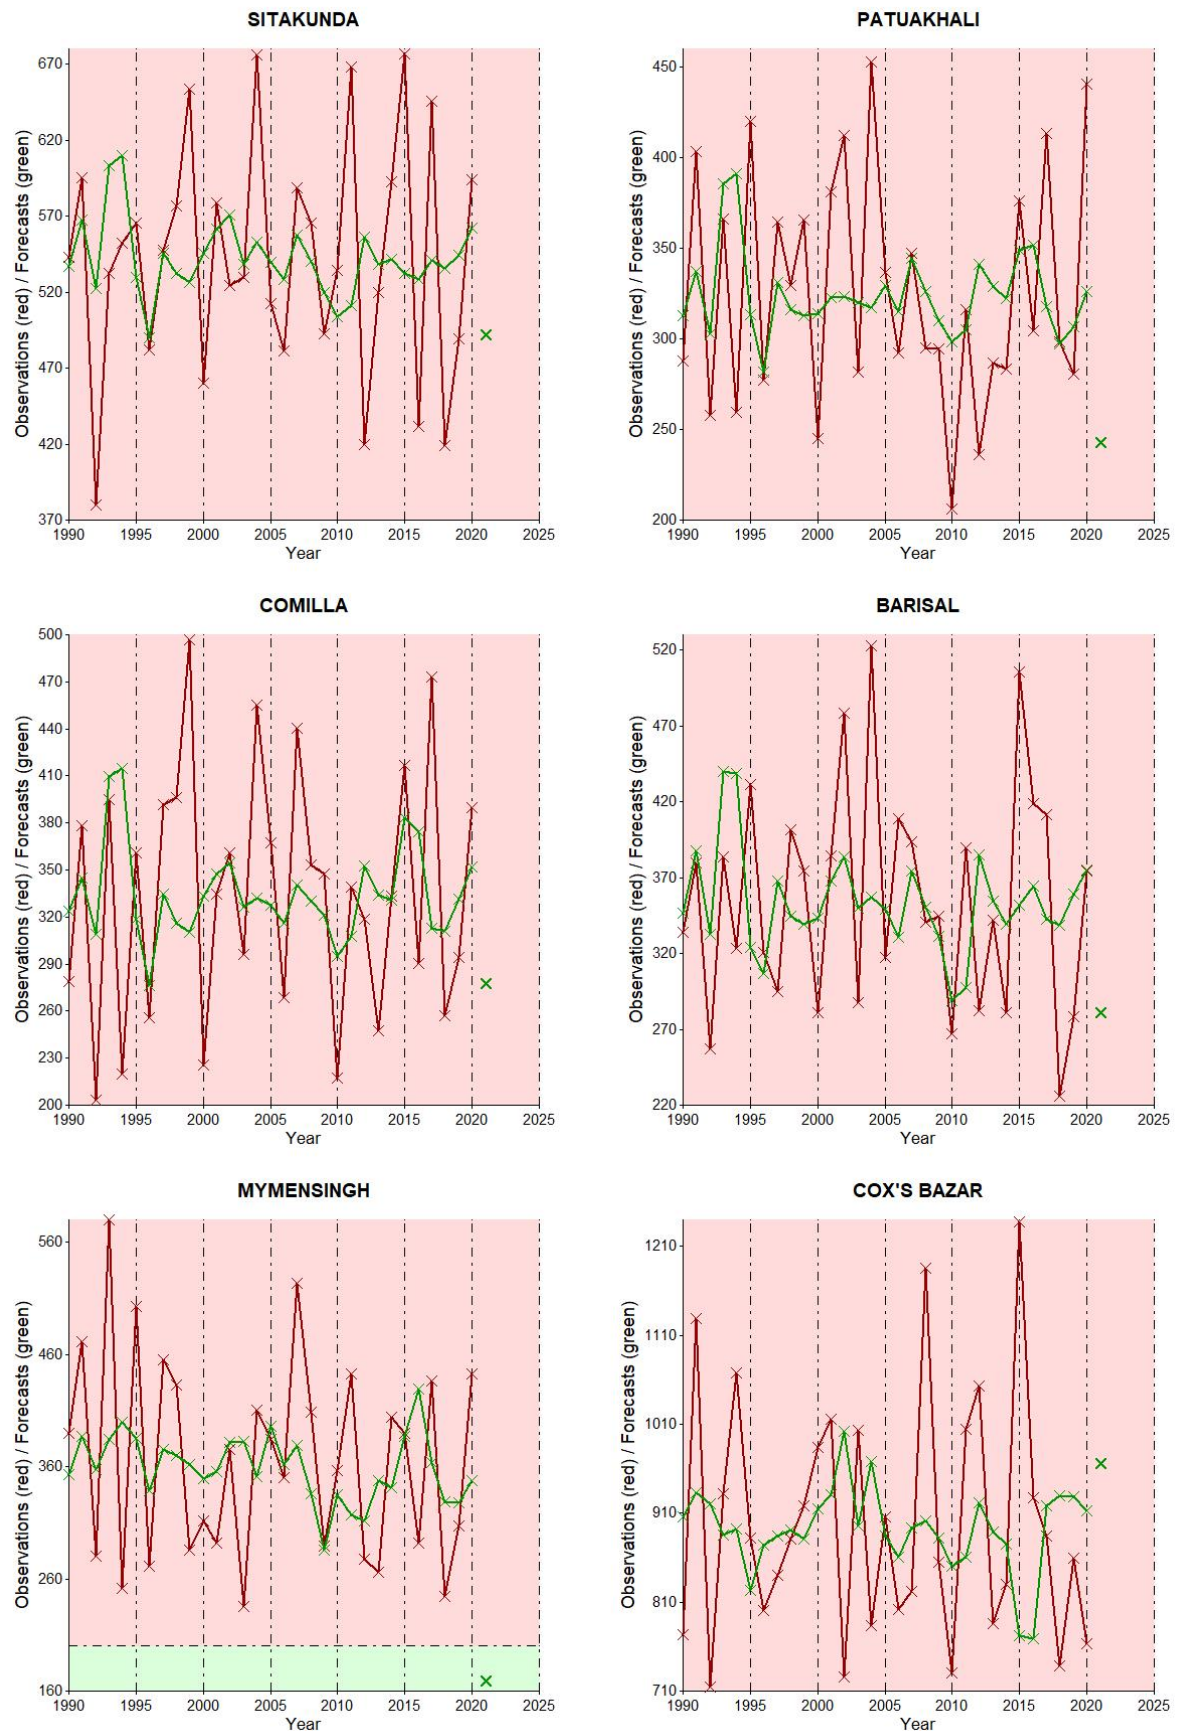 SITAKUNDA
Observations (red) / Forecasts (green)
670
620
570
520
470
420
370
1990 1995 2000 2005 2010 2015 2020 2025
Year
PATUAKHALI
Observations (red) / Forecasts (green)
450
400
350
300
250
200
1990 1995 2000 2005 2010 2015 2020 2025
Year
COMILLA
Observations (red) / Forecasts (green)
500
470
440
410
380
350
320
290
260
230
200
1990 1995 2000 2005 2010 2015 2020 2025
Year
BARISAL
Observations (red) / Forecasts (green)
520
470
420
370
320
270
220
1990 1995 2000 2005 2010 2015 2020 2025
Year
MYMENSINGH
Observations (red) / Forecasts (green)
560
460
360
260
160
1990 1995 2000 2005 2010 2015 2020 2025
Year
COX'S BAZAR
Observations (red) / Forecasts (green)
1210
1110
1010
910
810
710
1990 1995 2000 2005 2010 2015 2020 2025
Year